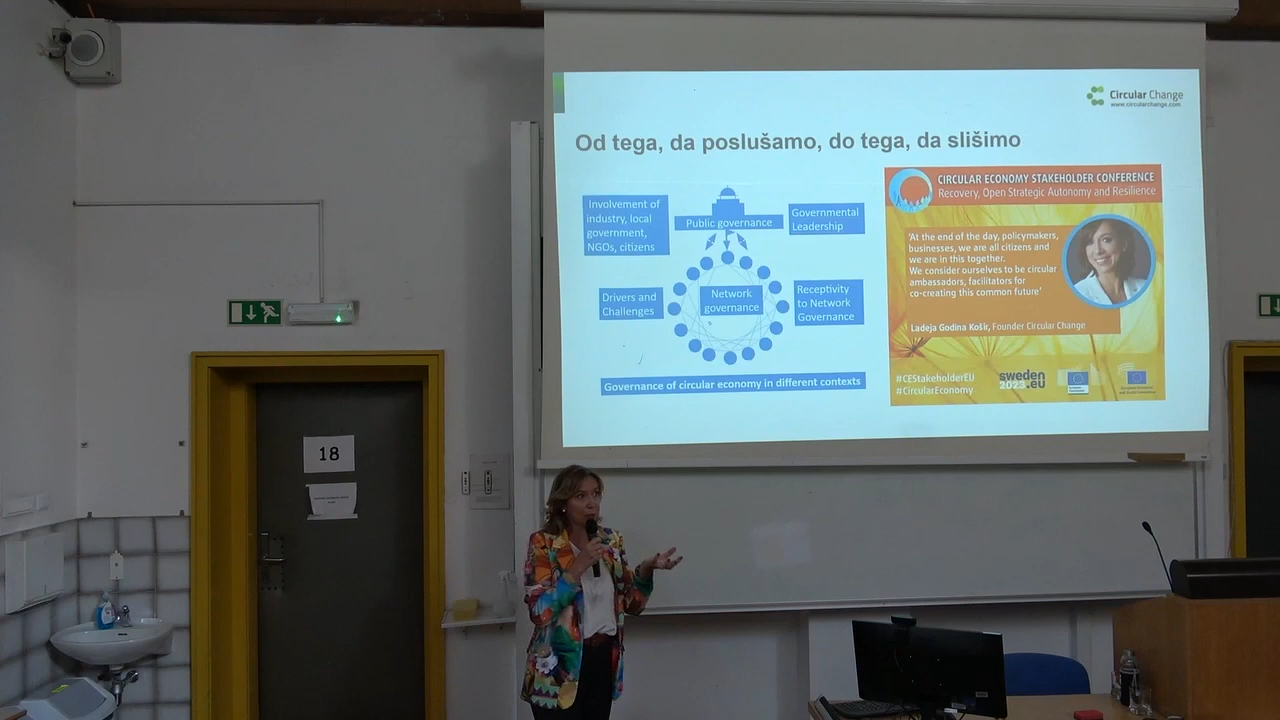 Circular Change
www.circularchange.com
Od tega, da poslušamo, do tega, da slišimo
Involvement of
industry, local
government,
NGOs, citizens
Public governance
Governmental
Leadership
Drivers and
Challenges
Network
governance
Receptivity
to Network
Governance
Governance of circular economy in different contexts
CIRCULAR ECONOMY STAKEHOLDER CONFERENCE
Recovery, Open Strategic Autonomy and Resilience
'At the end of the day, policymakers,
businesses, we are all citizens and
we are in this together.
We consider ourselves to be circular
ambassadors, facilitators for
co-creating this common future'
Ladeja Godina Košir, Founder Circular Change
#CEStakeholderEU
#CircularEconomy
sweden
2023.eu
18